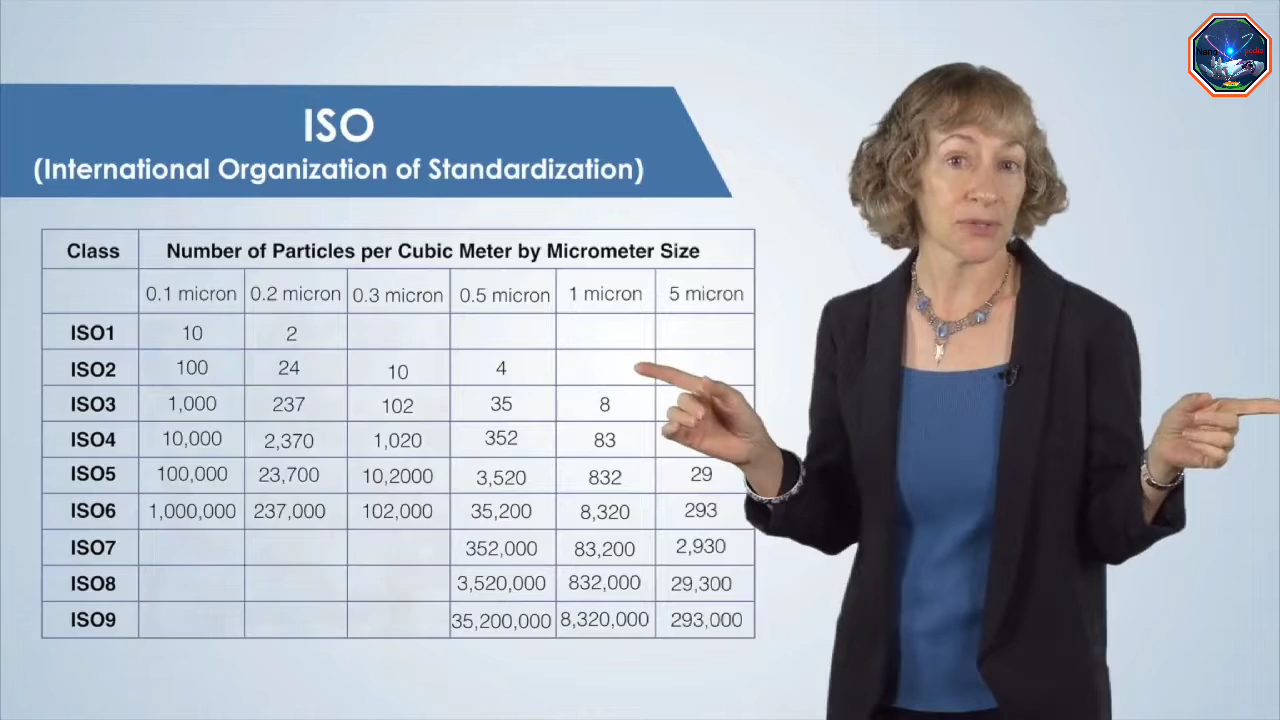 Nano pedia
ISO
(International Organization of Standardization)
Class Number of Particles per Cubic Meter by Micrometer Size
0.1 micron 0.2 micron 0.3 micron 0.5 micron 1 micron 5 micron
ISO1 10 2
ISO2 100 24 10 4
ISO3 1,000 237 102 35 8
ISO4 10,000 2,370 1,020 352 83
ISO5 100,000 23,700 10,2000 3,520 832 29
ISO6 1,000,000 237,000 102,000 35,200 8,320 293
ISO7 352,000 83,200 2,930
ISO8 3,520,000 832,000 29,300
ISO9 35,200,000 8,320,000 293,000